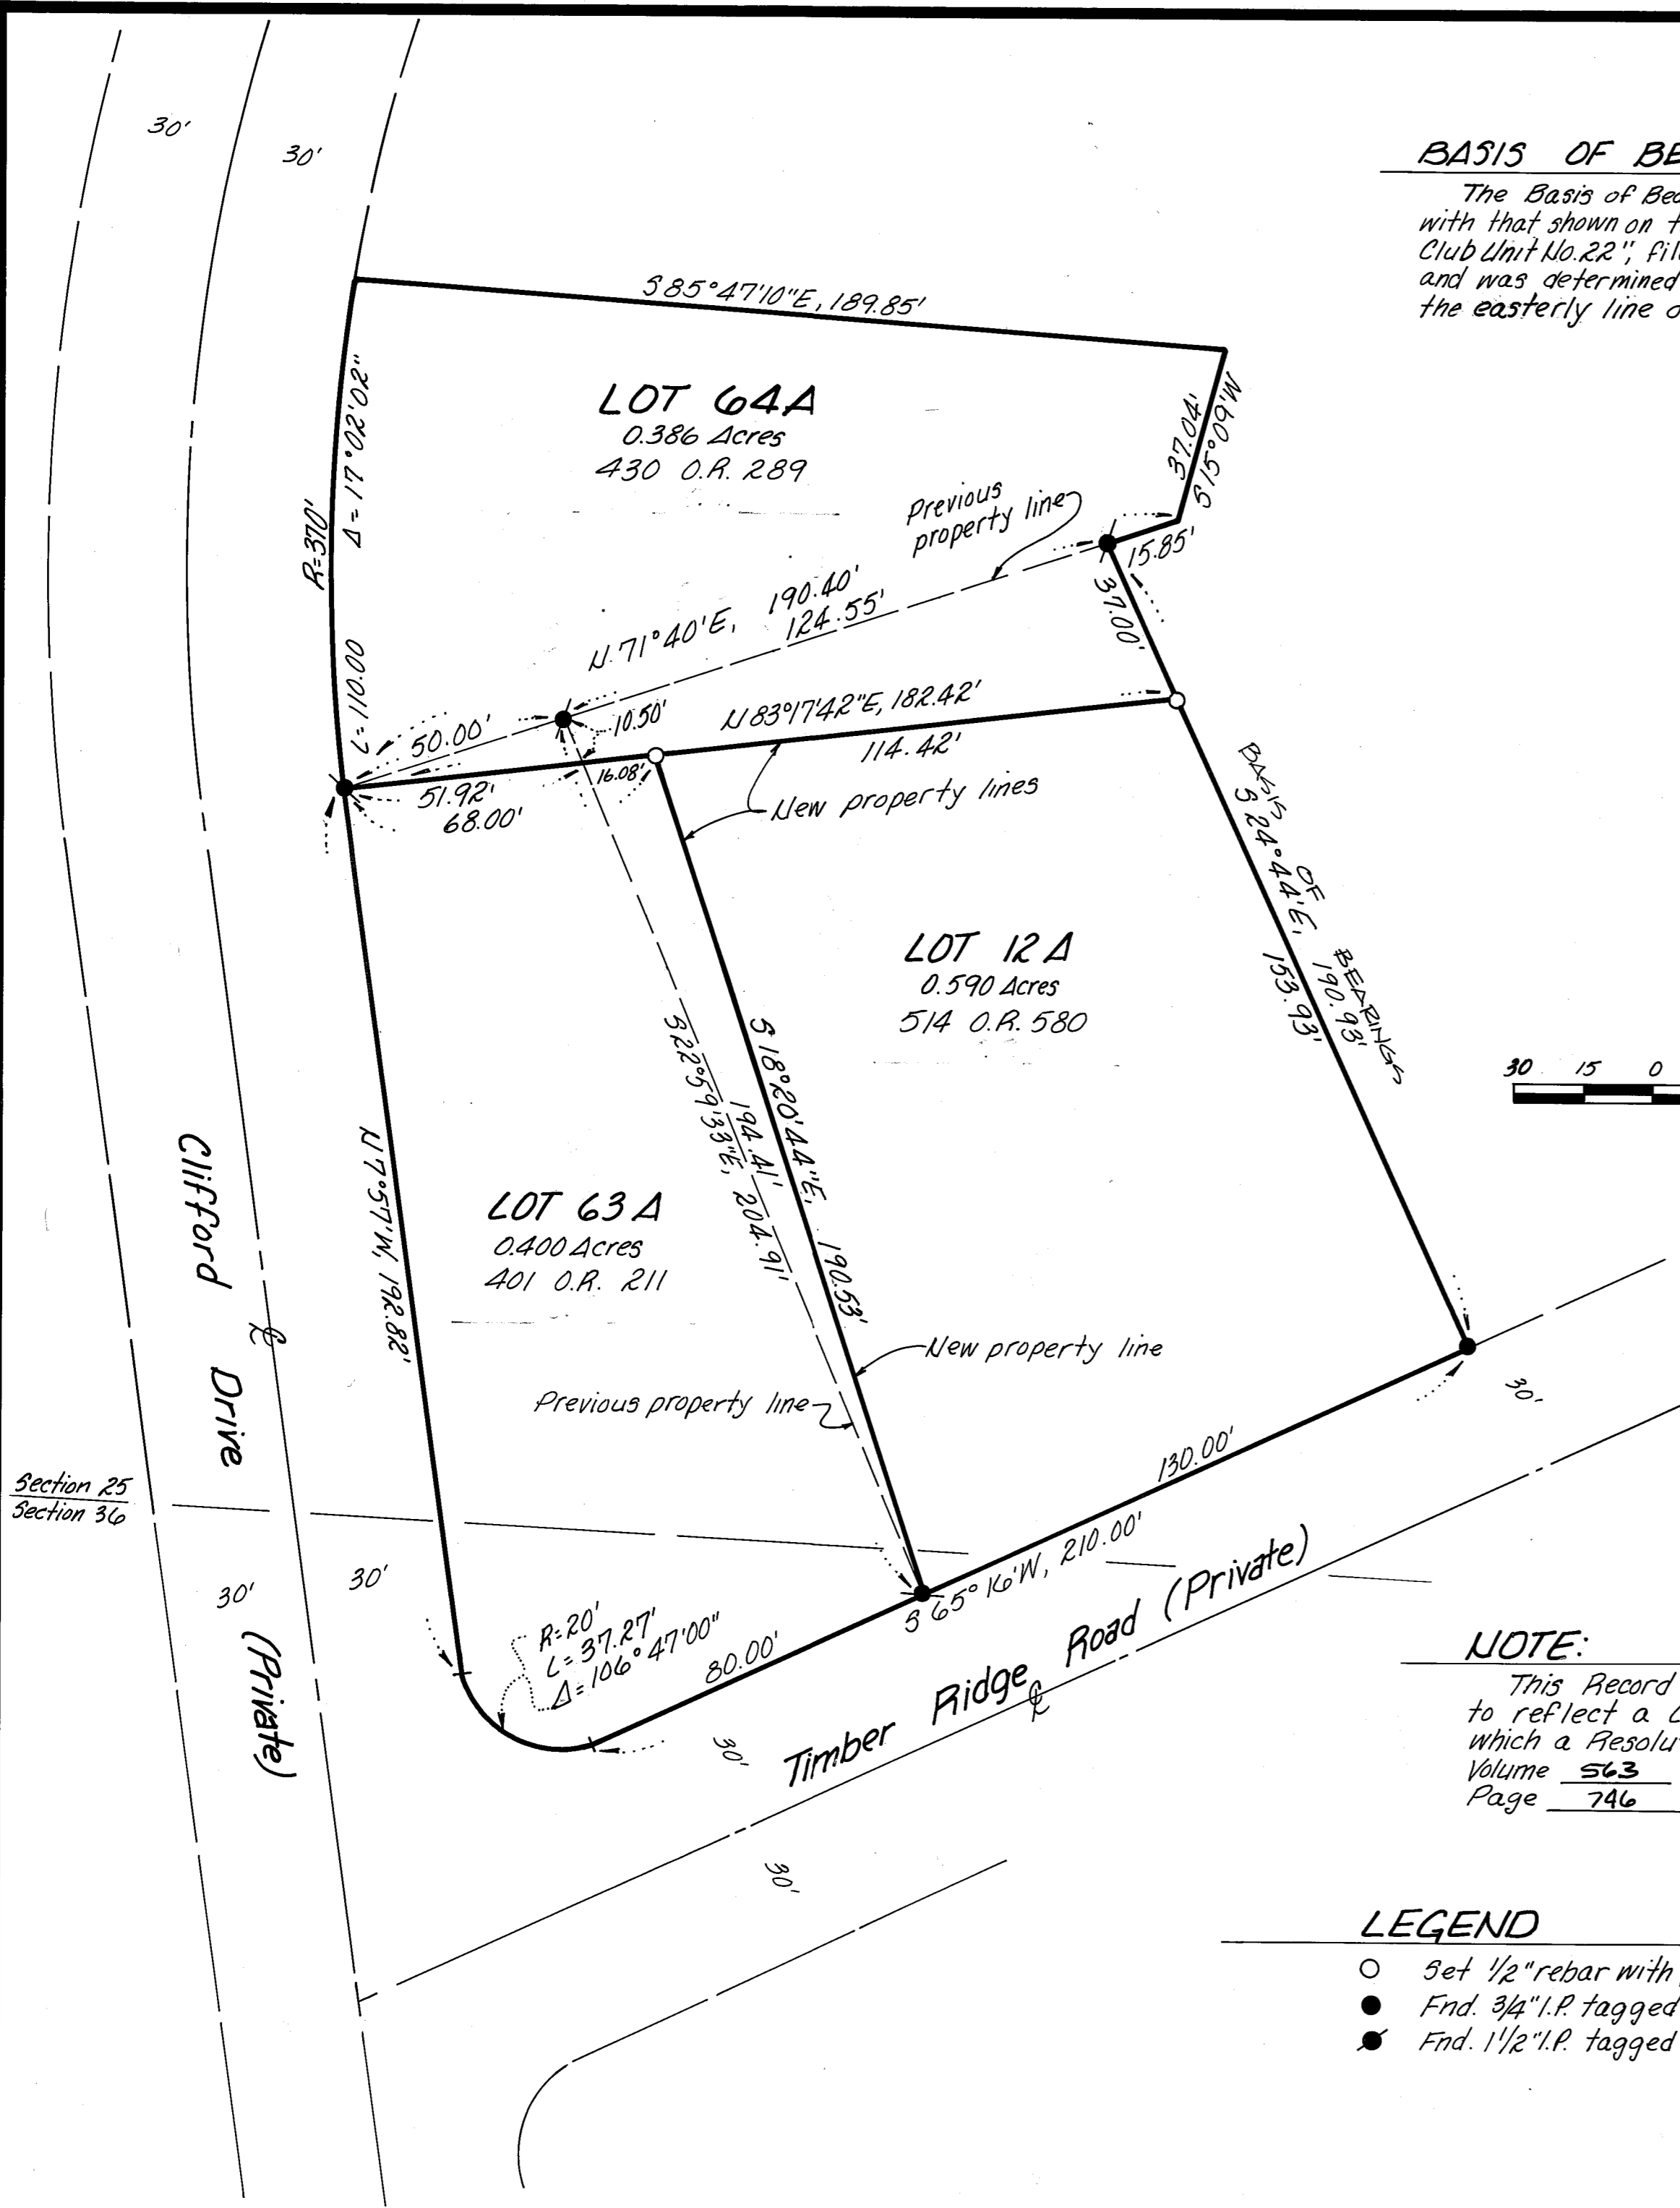 30'
30'
BASIS OF BE
The Basis of Bea
with that shown on t
Club Unit No. 22", fil
and was determined
the easterly line o
S 85°47'10"E, 189.85'
LOT 64A
0.386 Acres
430 O.R. 289
R=370'
Δ = 17°02'02"
L = 110.00
37.04'
S 15°09'W
Previous
property line
15.85'
37.00'
N 71°40'E, 190.40'
124.55'
50.00'
10.50'
N 83°17'42"E, 182.42'
114.42'
16.08'
51.92'
68.00'
New property lines
BASIS OF BEARINGS
S 24°44'E, 190.93'
153.93'
LOT 12A
0.590 Acres
514 O.R. 580
30 15 0
S 18°20'44"E, 190.53'
194.41'
S 22°59'33"E, 204.91'
LOT 63A
0.400 Acres
401 O.R. 211
N 7°57'W, 192.82'
Clifford Drive (Private)
℄
New property line
Previous property line
Section 25
Section 36
30'
30'
130.00'
S 65°16'W, 210.00'
80.00'
R=20'
L=37.27'
Δ=106°47'00"
30'
Timber Ridge Road (Private)
℄
30'
30'
NOTE:
This Record
to reflect a L
which a Resolu
Volume 563
Page 746
LEGEND
Set 1/2" rebar with
Fnd. 3/4" I.P. tagged
Fnd. 1 1/2" I.P. tagged